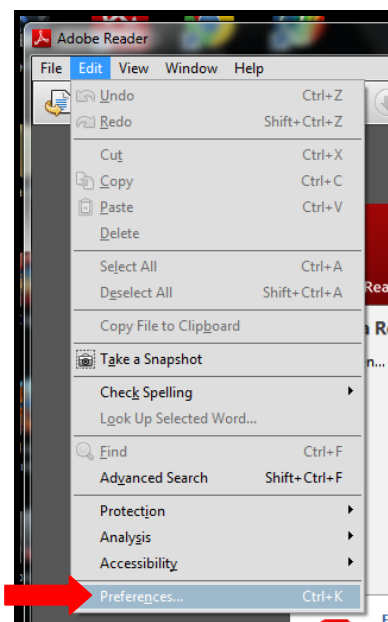 Adobe Reader
File Edit View Window Help
Undo Ctrl+Z
Redo Shift+Ctrl+Z
Cut Ctrl+X
Copy Ctrl+C
Paste Ctrl+V
Delete
Select All Ctrl+A
Deselect All Shift+Ctrl+A
Rea
Copy File to Clipboard
a R
Take a Snapshot
n...
Check Spelling
Look Up Selected Word...
Find Ctrl+F
Advanced Search Shift+Ctrl+F
Protection
Analysis
Accessibility
Preferences... Ctrl+K